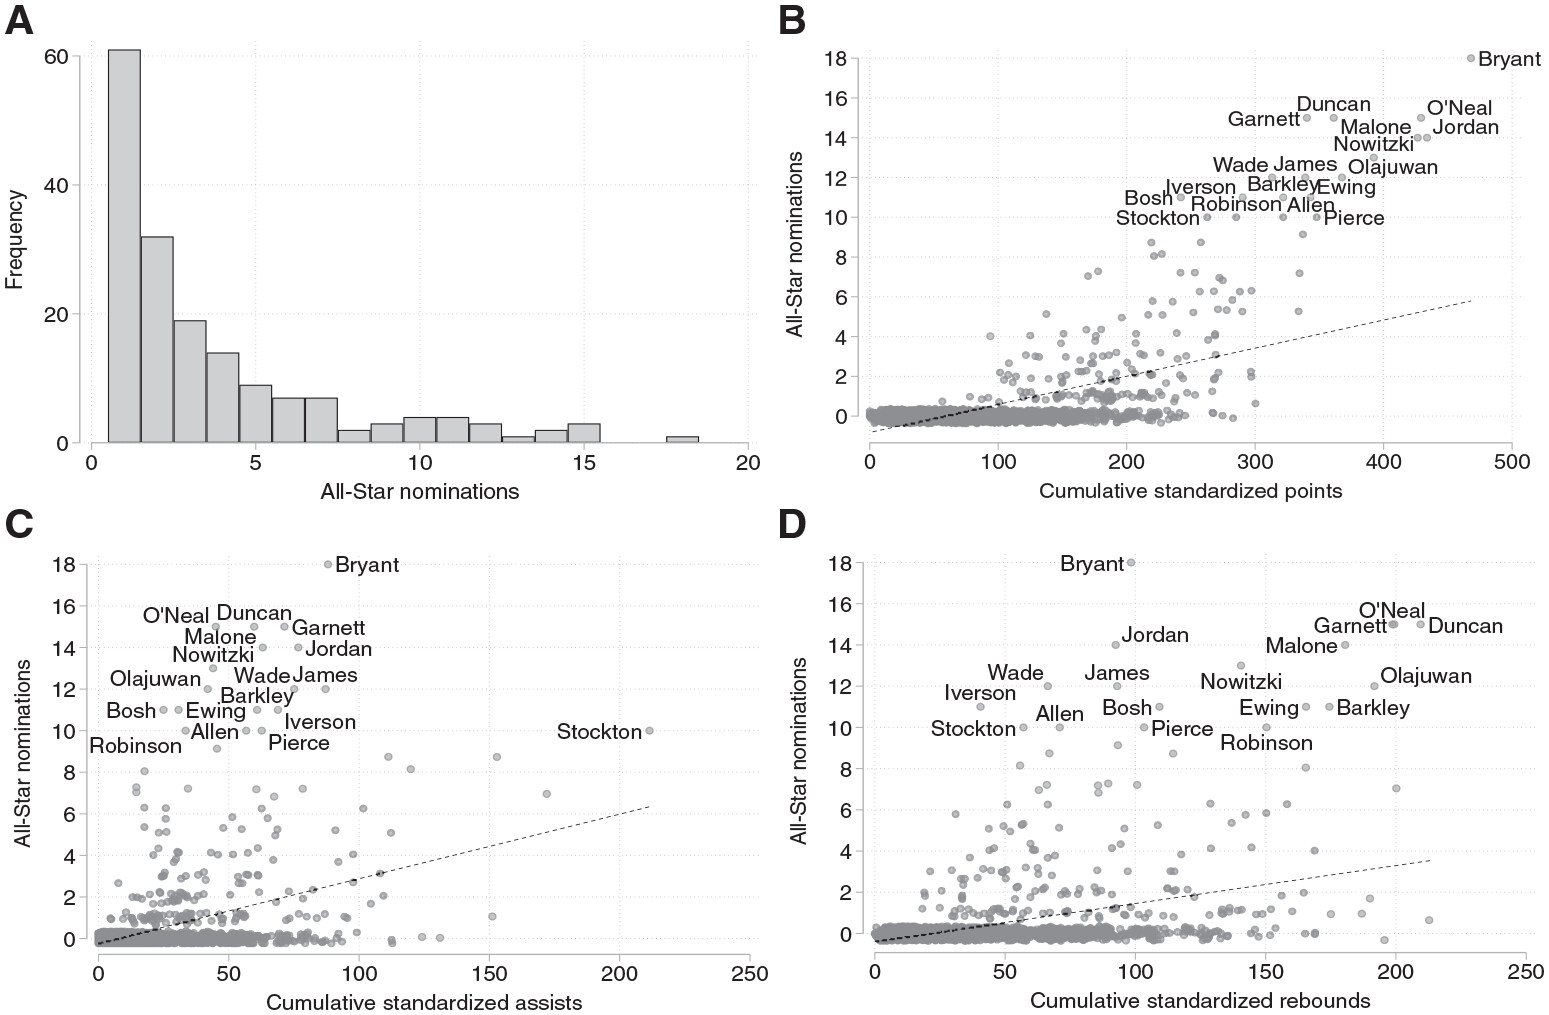 A
60
40
20
0
Frequency
0 5 10 15 20
All-Star nominations
B
18
16
14
12
10
8
6
4
2
0
All-Star nominations
Bryant
Duncan
O'Neal
Garnett
Malone
Jordan
Nowitzki
Wade
James
Olajuwan
Iverson
Barkley
Ewing
Bosh
Robinson
Allen
Stockton
Pierce
0 100 200 300 400 500
Cumulative standardized points
C
18
16
14
12
10
8
6
4
2
0
All-Star nominations
Bryant
O'Neal
Duncan
Garnett
Malone
Jordan
Nowitzki
Olajuwan
Wade
James
Barkley
Bosh
Ewing
Iverson
Allen
Stockton
Robinson
Pierce
0 50 100 150 200 250
Cumulative standardized assists
D
18
16
14
12
10
8
6
4
2
0
All-Star nominations
Bryant
O'Neal
Garnett
Duncan
Jordan
Malone
Wade
James
Nowitzki
Olajuwan
Iverson
Allen
Bosh
Ewing
Barkley
Stockton
Pierce
Robinson
0 50 100 150 200 250
Cumulative standardized rebounds